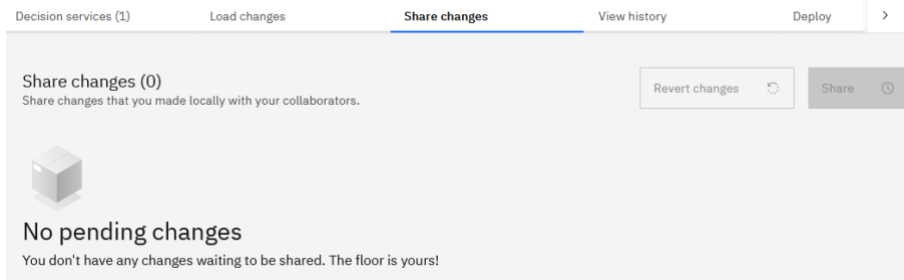 Decision services (1) Load changes Share changes View history Deploy
Share changes (0)
Share changes that you made locally with your collaborators.
Revert changes Share
No pending changes
You don't have any changes waiting to be shared. The floor is yours!